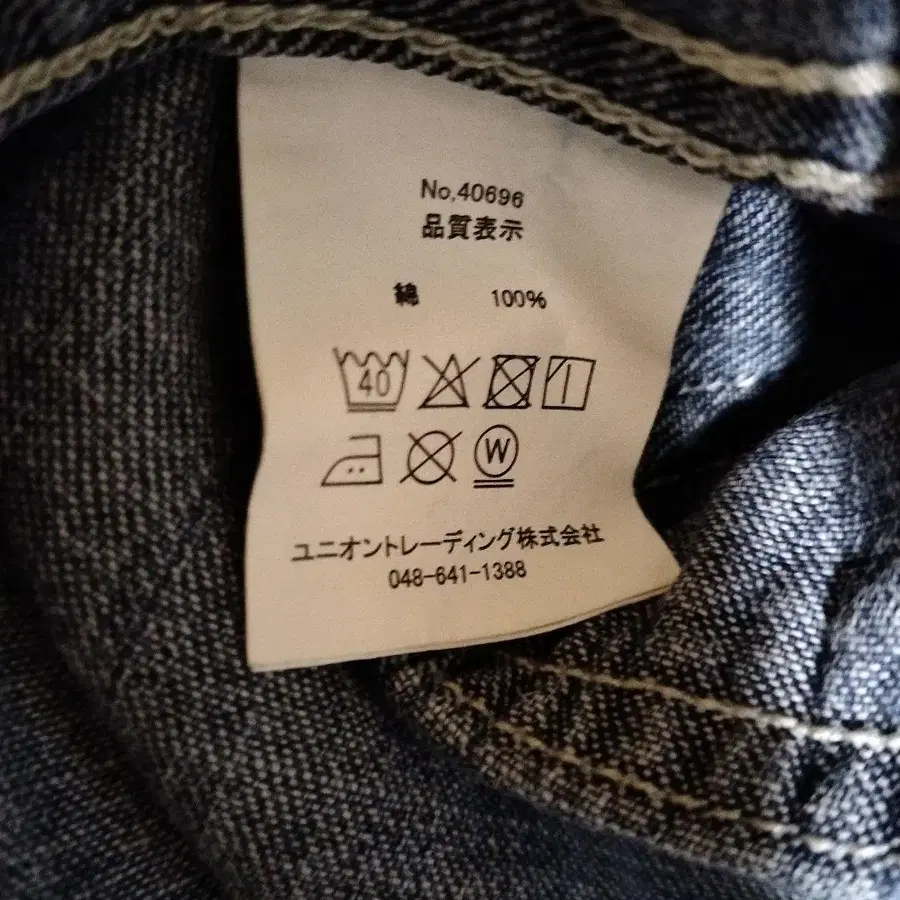 No,40696
品質表示
綿 100%
40
W
ユニオントレーディング株式会社
048-641-1388